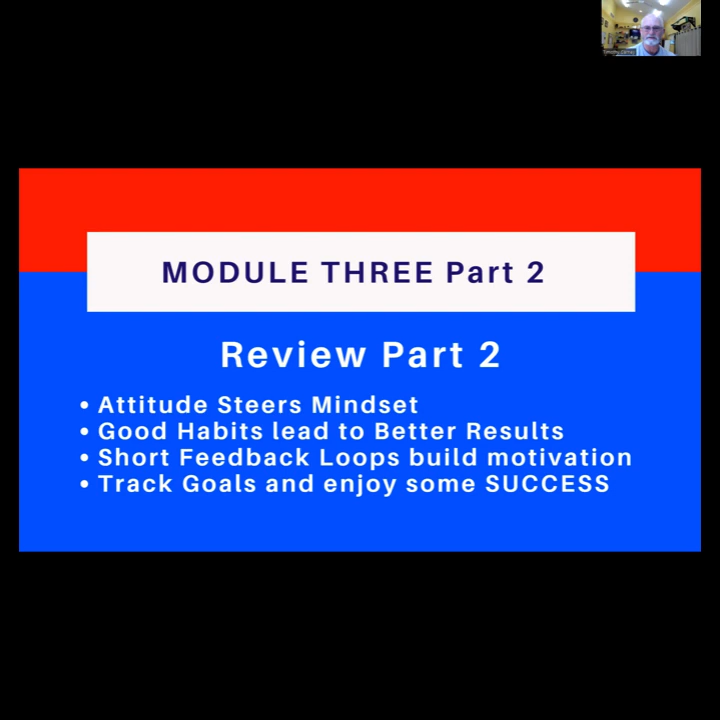 MODULE THREE Part 2
Review Part 2
• Attitude Steers Mindset
• Good Habits lead to Better Results
• Short Feedback Loops build motivation
• Track Goals and enjoy some SUCCESS